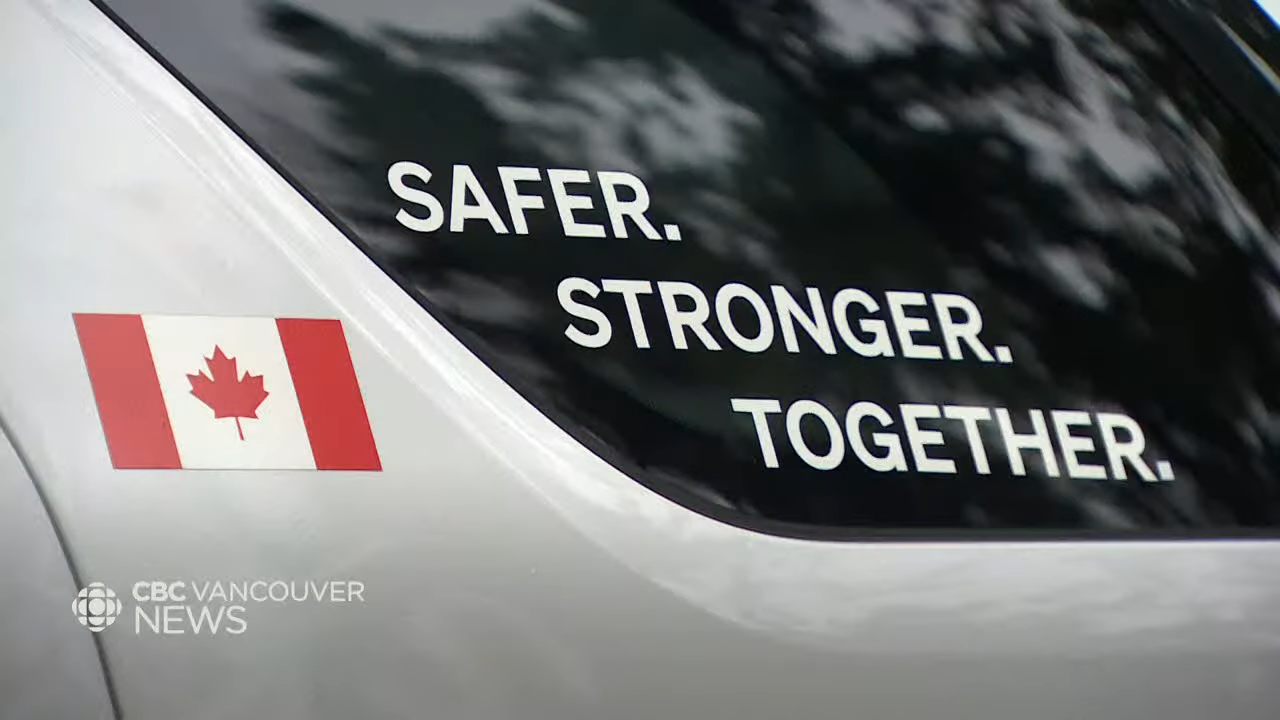 SAFER.
STRONGER.
TOGETHER.
CBC VANCOUVER
NEWS